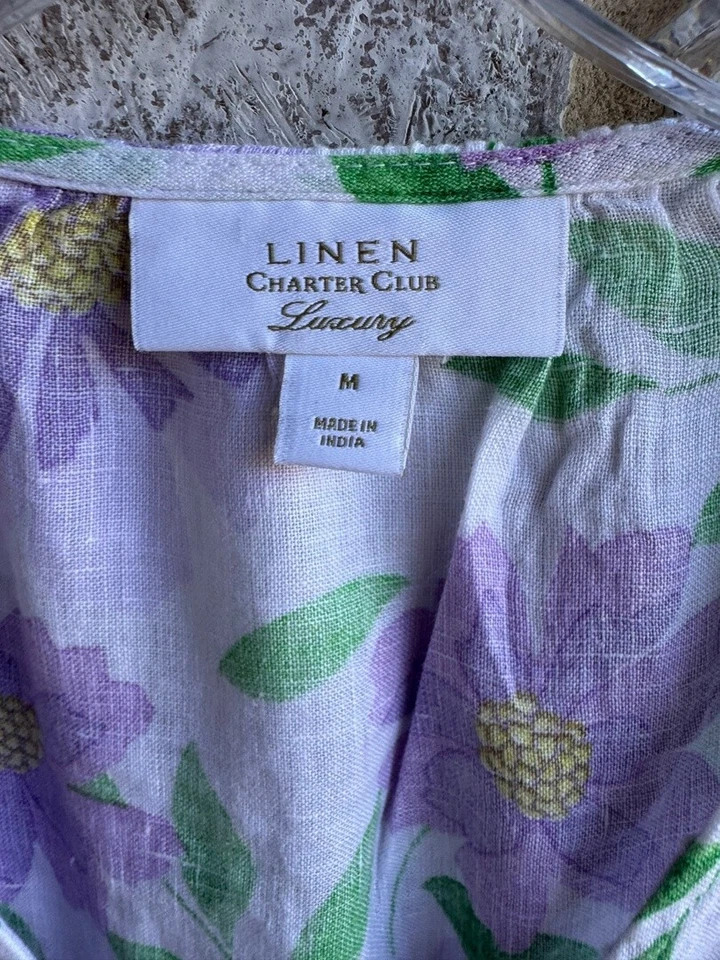 LINEN
CHARTER CLUB
Luxury
M
MADE IN
INDIA